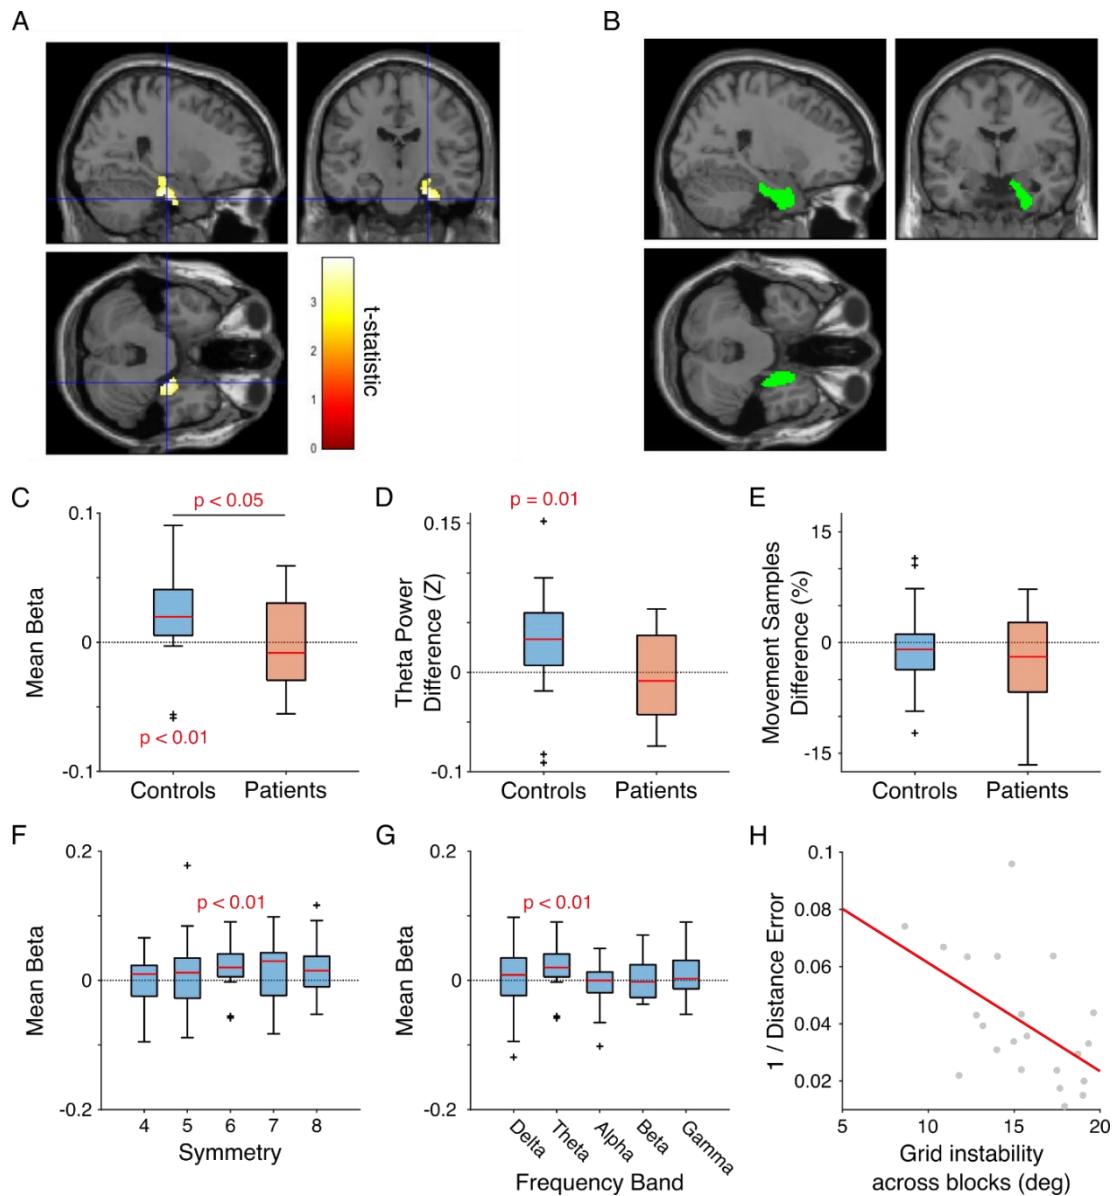 A
B
3
2
1
0
t-statistic
C
p < 0.05
0.1
0
-0.1
Mean Beta
p < 0.01
Controls
Patients
D
p = 0.01
0.15
0
-0.1
Theta Power
Difference (Z)
Controls
Patients
E
15
0
-15
Movement Samples
Difference (%)
Controls
Patients
F
0.2
0
-0.2
Mean Beta
p < 0.01
4 5 6 7 8
Symmetry
G
0.2
0
-0.2
Mean Beta
p < 0.01
Delta
Theta
Alpha
Beta
Gamma
Frequency Band
H
0.1
0.08
0.06
0.04
0.02
1 / Distance Error
5 10 15 20
Grid instability
across blocks (deg)